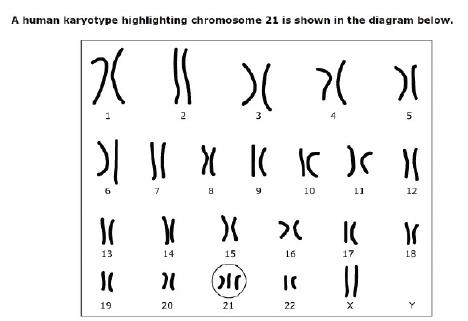 A human karyotype highlighting chromosome 21 is shown in the diagram below.
1 2 3 4 5
6 7 8 9 10 11 12
13 14 15 16 17 18
19 20 21 22 X Y